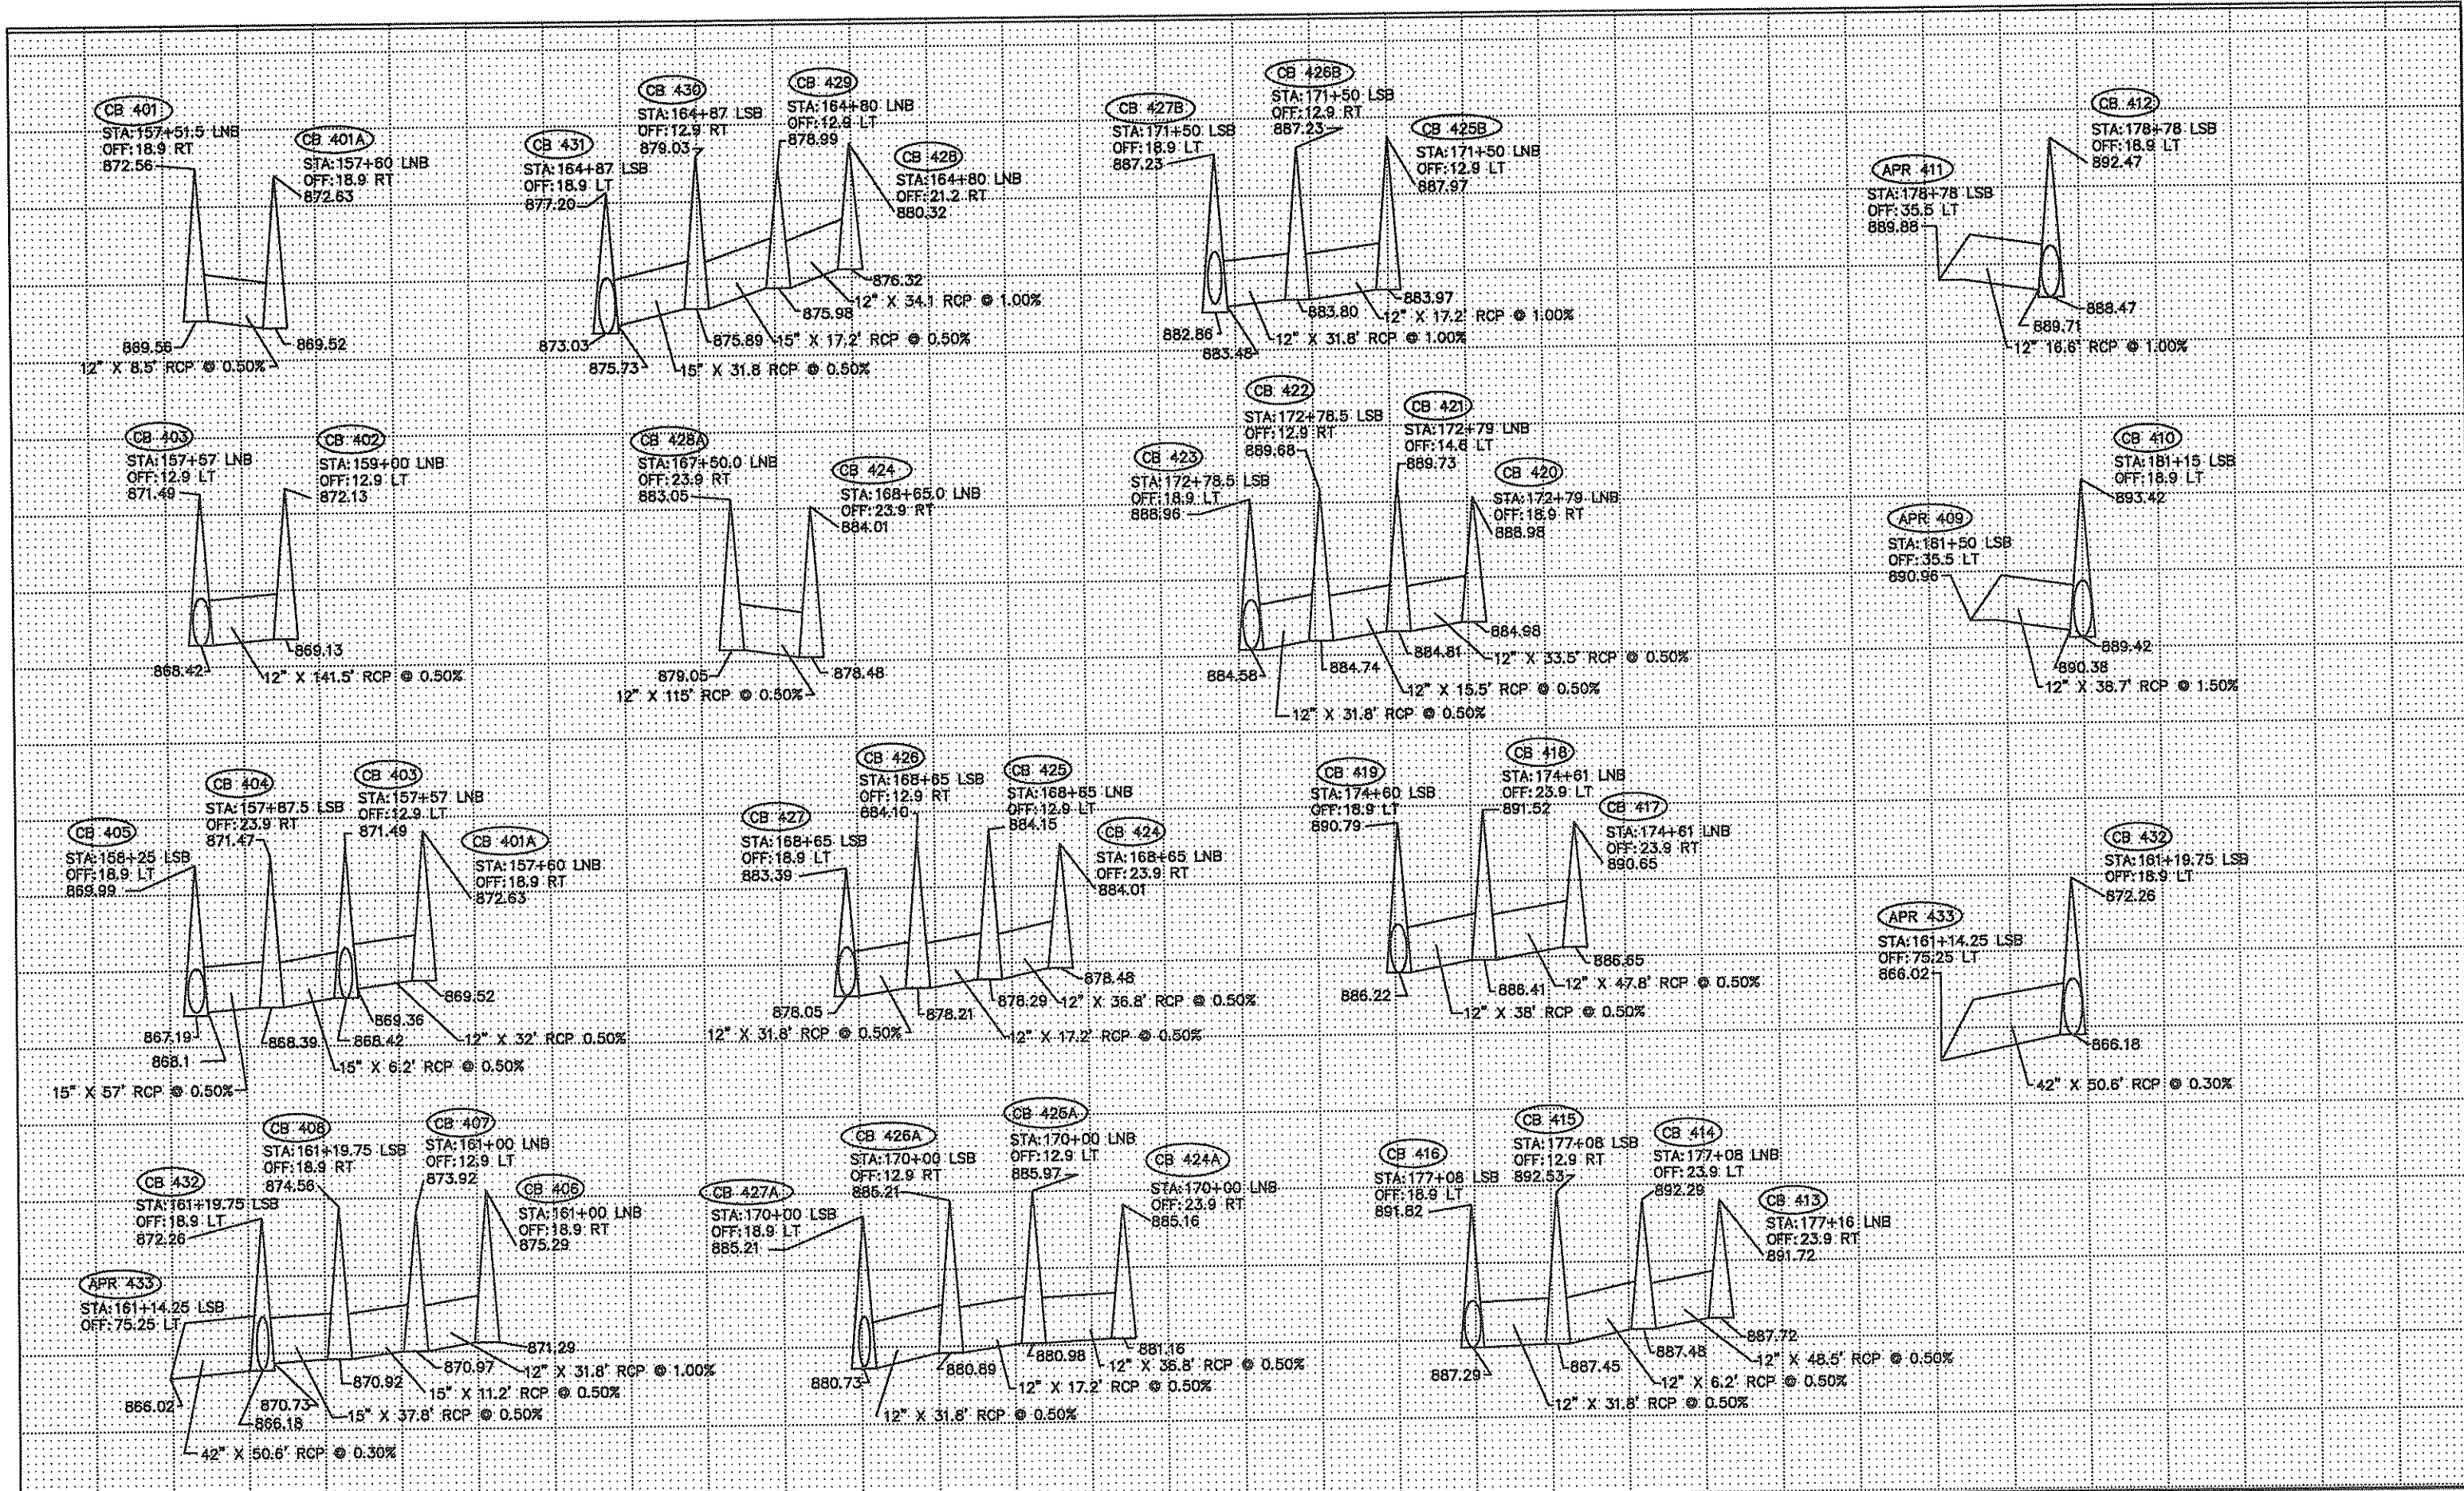 CB 401
STA:157+51.5 LNB
OFF:18.9 RT
872.56
CB 401A
STA:157+60 LNB
OFF:18.9 RT
872.63
869.56
869.52
12" X 8.5' RCP @ 0.50%
CB 431
STA:164+87 LSB
OFF:18.9 LT
877.20
CB 430
STA:164+87 LSB
OFF:12.9 RT
879.03
CB 429
STA:164+80 LNB
OFF:12.9 LT
878.99
CB 428
STA:164+80 LNB
OFF:21.2 RT
880.32
876.32
12" X 34.1 RCP @ 1.00%
875.98
875.89
15" X 17.2' RCP @ 0.50%
873.03
875.73
15" X 31.8 RCP @ 0.50%
CB 427B
STA:171+50 LSB
OFF:18.9 LT
887.23
CB 426B
STA:171+50 LSB
OFF:12.9 RT
887.23
CB 425B
STA:171+50 LNB
OFF:12.9 LT
887.97
883.97
883.80
12" X 17.2' RCP @ 1.00%
882.86
883.48
12" X 31.8' RCP @ 1.00%
APR 411
STA:178+78 LSB
OFF:35.5 LT
889.88
CB 412
STA:178+78 LSB
OFF:18.9 LT
892.47
888.47
889.71
12" 16.6' RCP @ 1.00%
CB 403
STA:157+57 LNB
OFF:12.9 LT
871.49
CB 402
STA:159+00 LNB
OFF:12.9 LT
872.13
869.13
868.42
12" X 141.5' RCP @ 0.50%
CB 428A
STA:167+50.0 LNB
OFF:23.9 RT
883.05
CB 424
STA:168+65.0 LNB
OFF:23.9 RT
884.01
879.05
878.48
12" X 115' RCP @ 0.50%
CB 423
STA:172+78.5 LSB
OFF:18.9 LT
888.96
CB 422
STA:172+78.5 LSB
OFF:12.9 RT
889.68
CB 421
STA:172+79 LNB
OFF:14.6 LT
889.73
CB 420
STA:172+79 LNB
OFF:18.9 RT
888.98
884.98
884.81
12" X 33.5' RCP @ 0.50%
884.58
884.74
12" X 15.5' RCP @ 0.50%
12" X 31.8' RCP @ 0.50%
APR 409
STA:181+50 LSB
OFF:35.5 LT
890.96
CB 410
STA:181+15 LSB
OFF:18.9 LT
893.42
889.42
890.38
12" X 38.7' RCP @ 1.50%
CB 405
STA:158+25 LSB
OFF:18.9 LT
869.99
CB 404
STA:157+87.5 LSB
OFF:23.9 RT
871.47
CB 403
STA:157+57 LNB
OFF:12.9 LT
871.49
CB 401A
STA:157+60 LNB
OFF:18.9 RT
872.63
869.52
869.36
867.19
868.39
868.42
12" X 32' RCP 0.50%
868.1
15" X 6.2' RCP @ 0.50%
15" X 57' RCP @ 0.50%
CB 427
STA:168+65 LSB
OFF:18.9 LT
883.39
CB 426
STA:168+65 LSB
OFF:12.9 RT
884.10
CB 425
STA:168+65 LNB
OFF:12.9 LT
884.15
CB 424
STA:168+65 LNB
OFF:23.9 RT
884.01
878.48
878.29
12" X 36.8' RCP @ 0.50%
878.05
878.21
12" X 31.8' RCP @ 0.50%
12" X 17.2' RCP @ 0.50%
CB 419
STA:174+60 LSB
OFF:18.9 LT
890.79
CB 418
STA:174+61 LNB
OFF:23.9 LT
891.52
CB 417
STA:174+61 LNB
OFF:23.9 RT
890.65
886.65
886.22
886.41
12" X 47.8' RCP @ 0.50%
12" X 38' RCP @ 0.50%
APR 433
STA:161+14.25 LSB
OFF:75.25 LT
866.02
CB 432
STA:161+19.75 LSB
OFF:18.9 LT
872.26
866.18
42" X 50.6' RCP @ 0.30%
APR 433
STA:161+14.25 LSB
OFF:75.25 LT
CB 432
STA:161+19.75 LSB
OFF:18.9 LT
872.26
CB 408
STA:161+19.75 LSB
OFF:18.9 RT
874.56
CB 407
STA:161+00 LNB
OFF:12.9 LT
873.92
CB 406
STA:161+00 LNB
OFF:18.9 RT
875.29
871.29
870.97
12" X 31.8' RCP @ 1.00%
870.92
15" X 11.2' RCP @ 0.50%
866.02
870.73
15" X 37.8' RCP @ 0.50%
866.18
42" X 50.6' RCP @ 0.30%
CB 427A
STA:170+00 LSB
OFF:18.9 LT
885.21
CB 426A
STA:170+00 LSB
OFF:12.9 RT
885.21
CB 425A
STA:170+00 LNB
OFF:12.9 LT
885.97
CB 424A
STA:170+00 LNB
OFF:23.9 RT
885.16
881.16
880.98
880.89
12" X 36.8' RCP @ 0.50%
880.73
12" X 17.2' RCP @ 0.50%
12" X 31.8' RCP @ 0.50%
CB 416
STA:177+08 LSB
OFF:18.9 LT
891.82
CB 415
STA:177+08 LSB
OFF:12.9 RT
892.53
CB 414
STA:177+08 LNB
OFF:23.9 LT
892.29
CB 413
STA:177+16 LNB
OFF:23.9 RT
891.72
887.72
887.48
12" X 48.5' RCP @ 0.50%
887.29
887.45
12" X 6.2' RCP @ 0.50%
12" X 31.8' RCP @ 0.50%